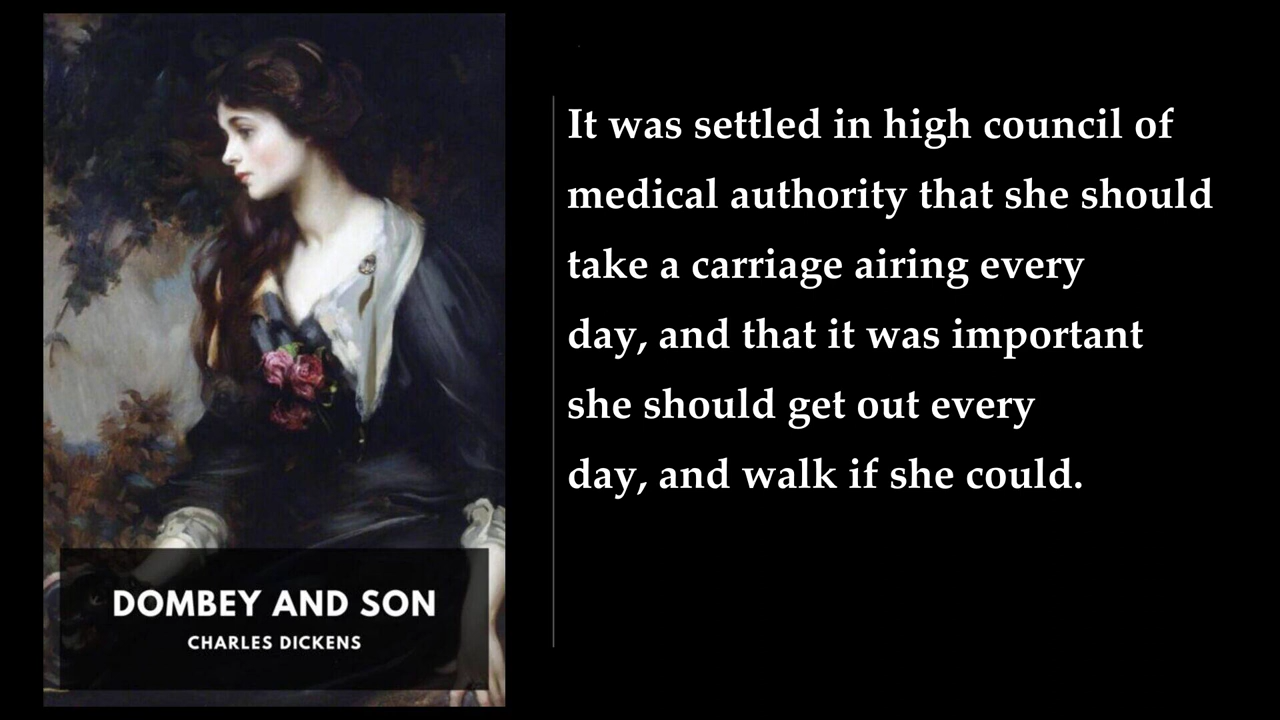 It was settled in high council of
medical authority that she should
take a carriage airing every
day, and that it was important
she should get out every
day, and walk if she could.
DOMBEY AND SON
CHARLES DICKENS